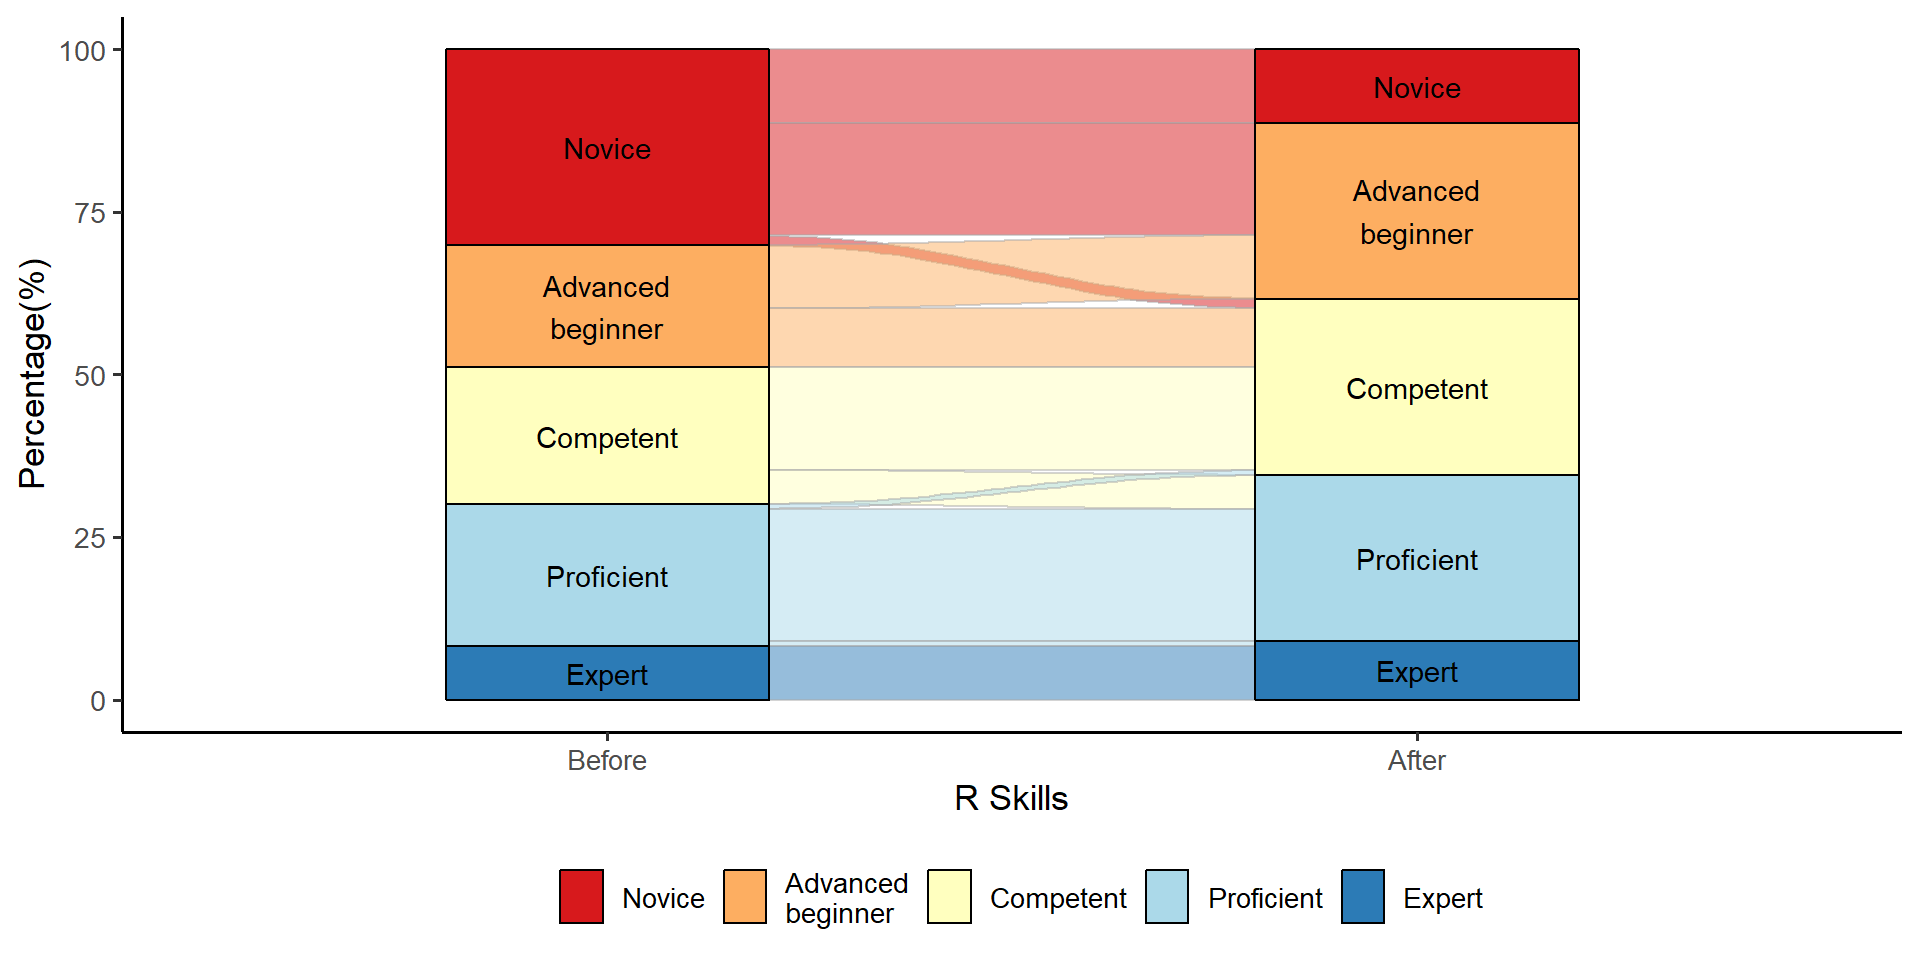 100
75
50
25
0
Percentage(%)
Novice
Advanced
beginner
Competent
Proficient
Expert
Novice
Advanced
beginner
Competent
Proficient
Expert
Before
After
R Skills
Novice
Advanced
beginner
Competent
Proficient
Expert